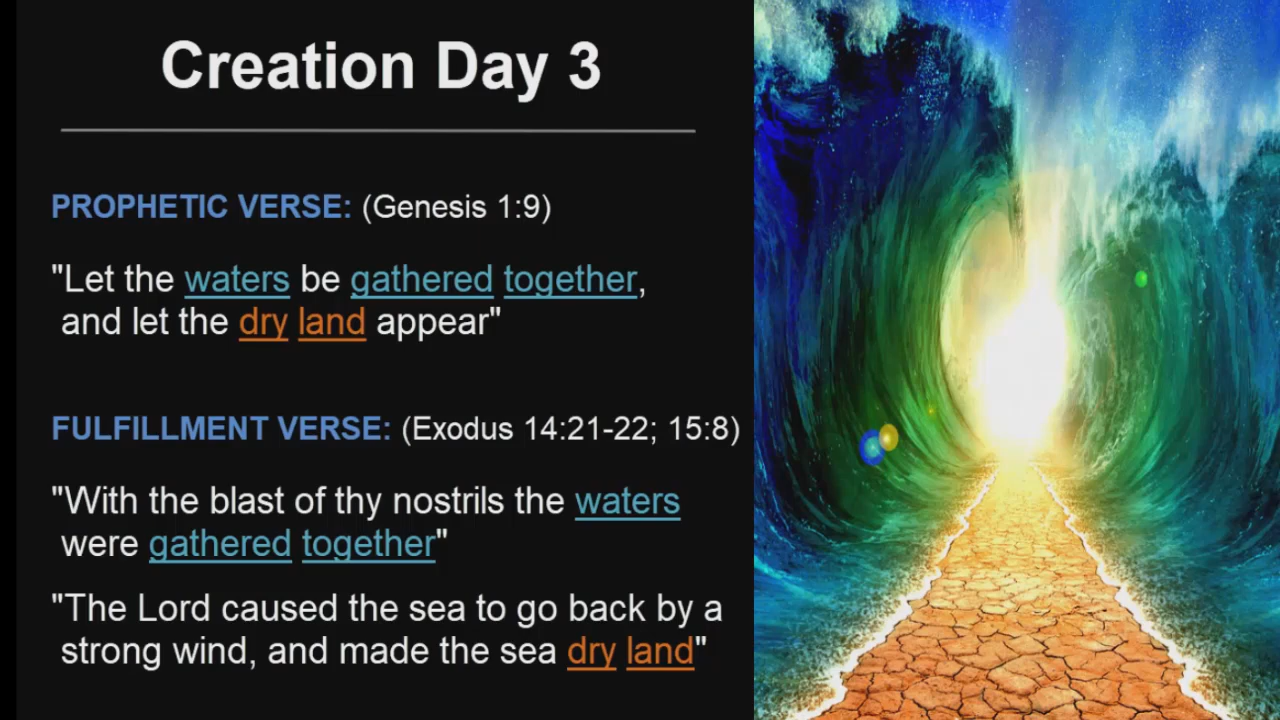 Creation Day 3
PROPHETIC VERSE: (Genesis 1:9)
"Let the waters be gathered together,
and let the dry land appear"
FULFILLMENT VERSE: (Exodus 14:21-22; 15:8)
"With the blast of thy nostrils the waters
were gathered together"
"The Lord caused the sea to go back by a
strong wind, and made the sea dry land"